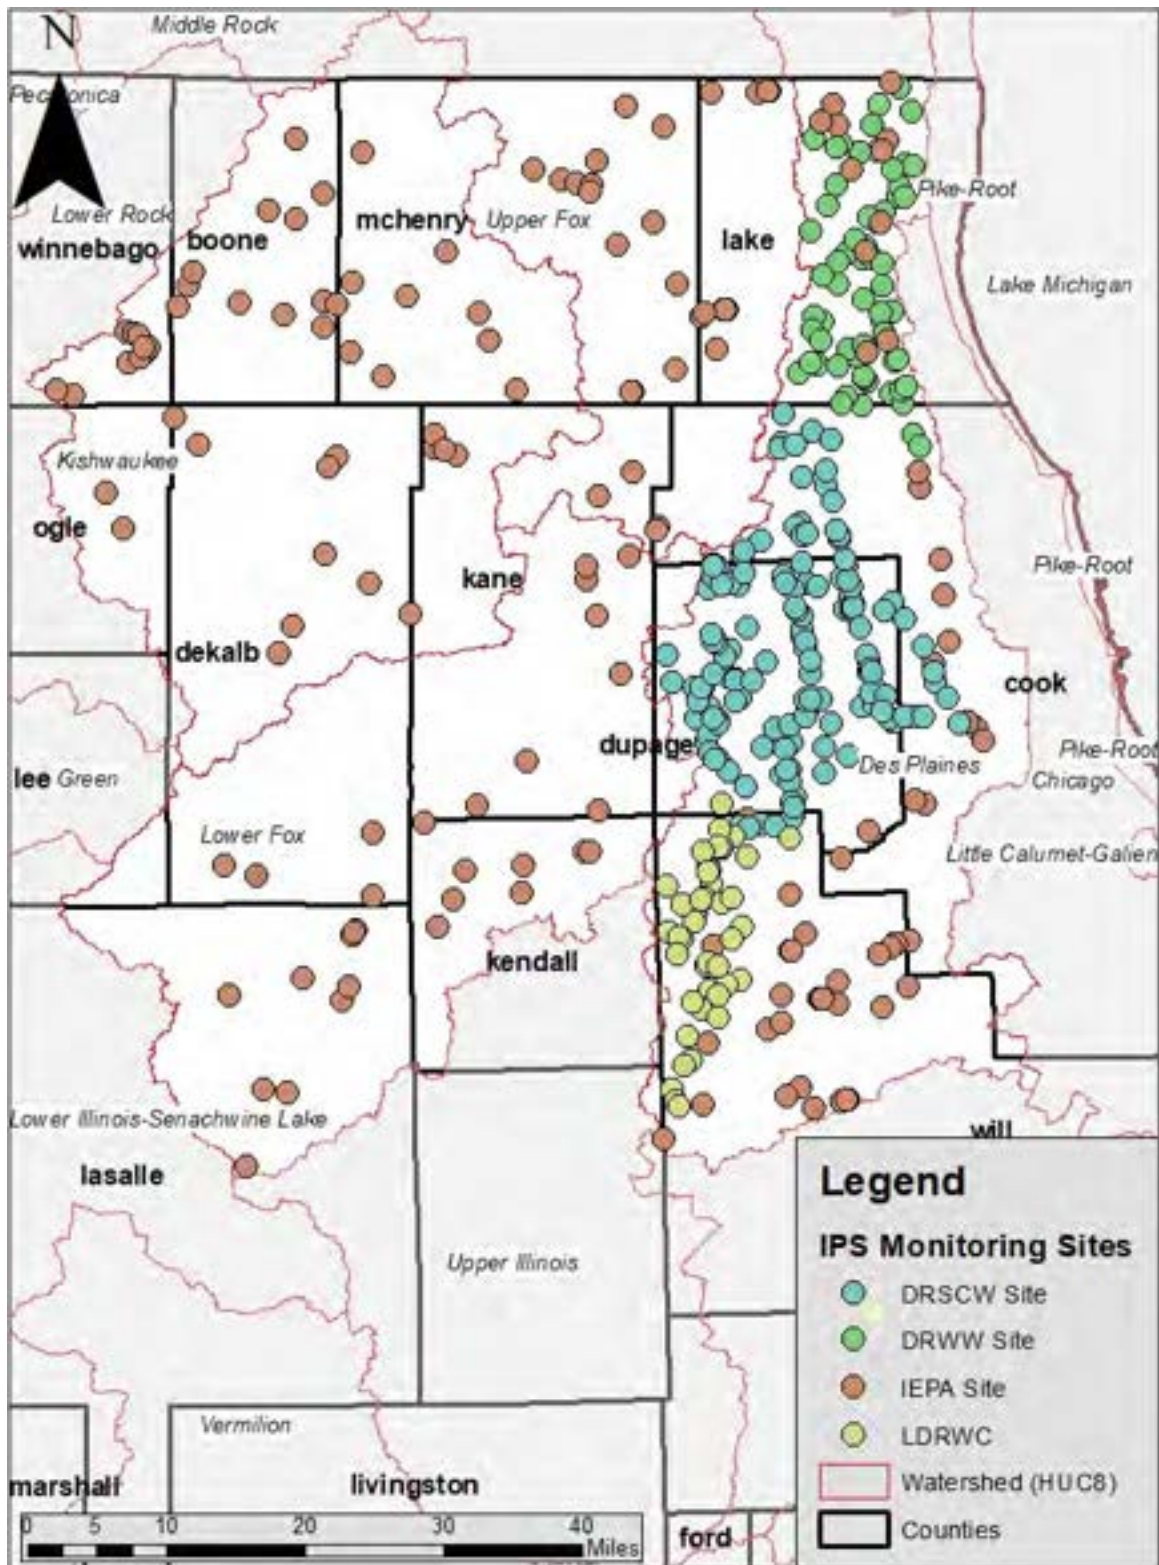 N
Middle Rock
Pecatonica
Lower Rock
Pike-Root
winnebago
boone
mchenry
Upper Fox
lake
Lake Michigan
Kishwaukee
ogle
kane
Pike-Root
dekalb
cook
dupage
Pike-Root
lee
Green
Des Plaines
Chicago
Lower Fox
Little Calumet-Galien
kendall
Lower Illinois-Senachwine Lake
will
lasalle
Upper Illinois
Vermilion
marshall
livingston
ford
0 5 10 20 30 40
Miles
Legend
IPS Monitoring Sites
DRSCW Site
DRWW Site
IEPA Site
LDRWC
Watershed (HUC8)
Counties